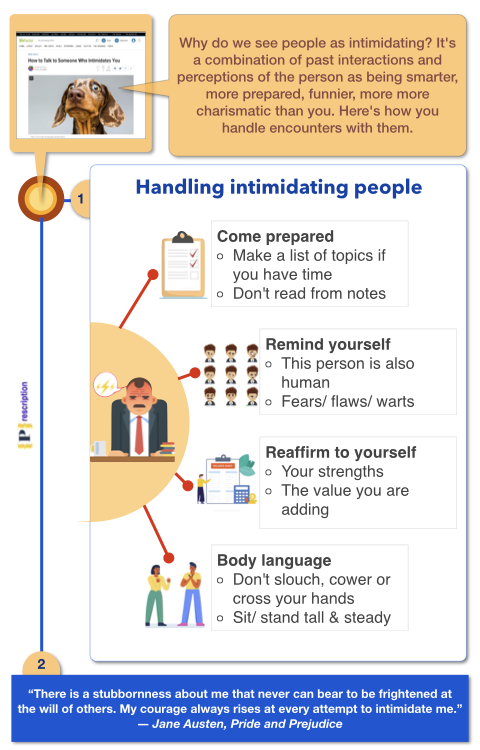 How to Talk to Someone Who Intimidates You
Why do we see people as intimidating? It's
a combination of past interactions and
perceptions of the person as being smarter,
more prepared, funnier, more more
charismatic than you. Here's how you
handle encounters with them.
1
Handling intimidating people
Come prepared
Make a list of topics if
you have time
Don't read from notes
Remind yourself
This person is also
human
Fears/ flaws/ warts
Reaffirm to yourself
Your strengths
The value you are
adding
Body language
Don't slouch, cower or
cross your hands
Sit/ stand tall & steady
Prescription
2
“There is a stubbornness about me that never can bear to be frightened at
the will of others. My courage always rises at every attempt to intimidate me.”
— Jane Austen, Pride and Prejudice